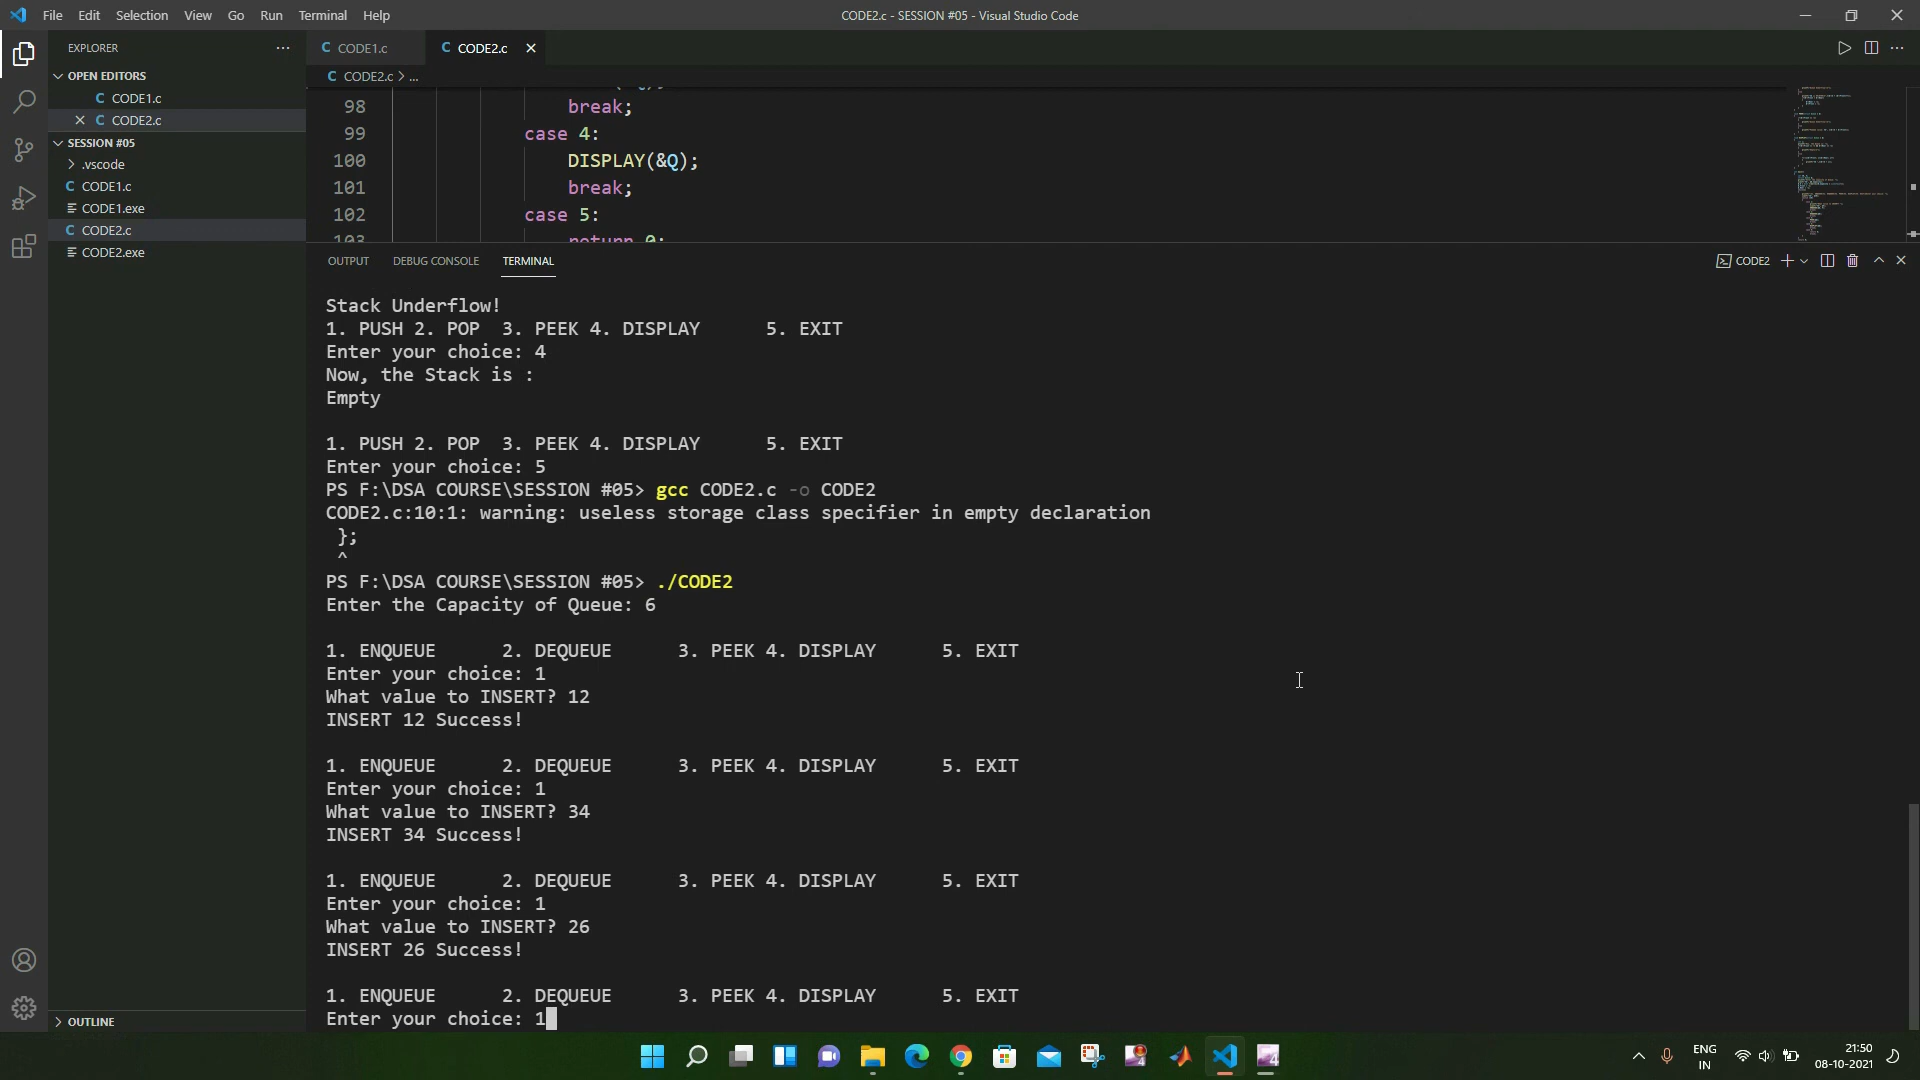 File Edit Selection View Go Run Terminal Help
CODE2.c - SESSION #05 - Visual Studio Code
EXPLORER
OPEN EDITORS
CODE1.c
CODE2.c
SESSION #05
.vscode
CODE1.c
CODE1.exe
CODE2.c
CODE2.exe
OUTLINE
CODE1.c
CODE2.c
CODE2.c > ...
98 break;
99 case 4:
100 DISPLAY(&Q);
101 break;
102 case 5:
103 return 0;
OUTPUT DEBUG CONSOLE TERMINAL
CODE2
Stack Underflow!
1. PUSH 2. POP 3. PEEK 4. DISPLAY 5. EXIT
Enter your choice: 4
Now, the Stack is :
Empty
1. PUSH 2. POP 3. PEEK 4. DISPLAY 5. EXIT
Enter your choice: 5
PS F:\DSA COURSE\SESSION #05> gcc CODE2.c -o CODE2
CODE2.c:10:1: warning: useless storage class specifier in empty declaration
};
^
PS F:\DSA COURSE\SESSION #05> ./CODE2
Enter the Capacity of Queue: 6
1. ENQUEUE 2. DEQUEUE 3. PEEK 4. DISPLAY 5. EXIT
Enter your choice: 1
What value to INSERT? 12
INSERT 12 Success!
1. ENQUEUE 2. DEQUEUE 3. PEEK 4. DISPLAY 5. EXIT
Enter your choice: 1
What value to INSERT? 34
INSERT 34 Success!
1. ENQUEUE 2. DEQUEUE 3. PEEK 4. DISPLAY 5. EXIT
Enter your choice: 1
What value to INSERT? 26
INSERT 26 Success!
1. ENQUEUE 2. DEQUEUE 3. PEEK 4. DISPLAY 5. EXIT
Enter your choice: 1
ENG
IN
21:50
08-10-2021